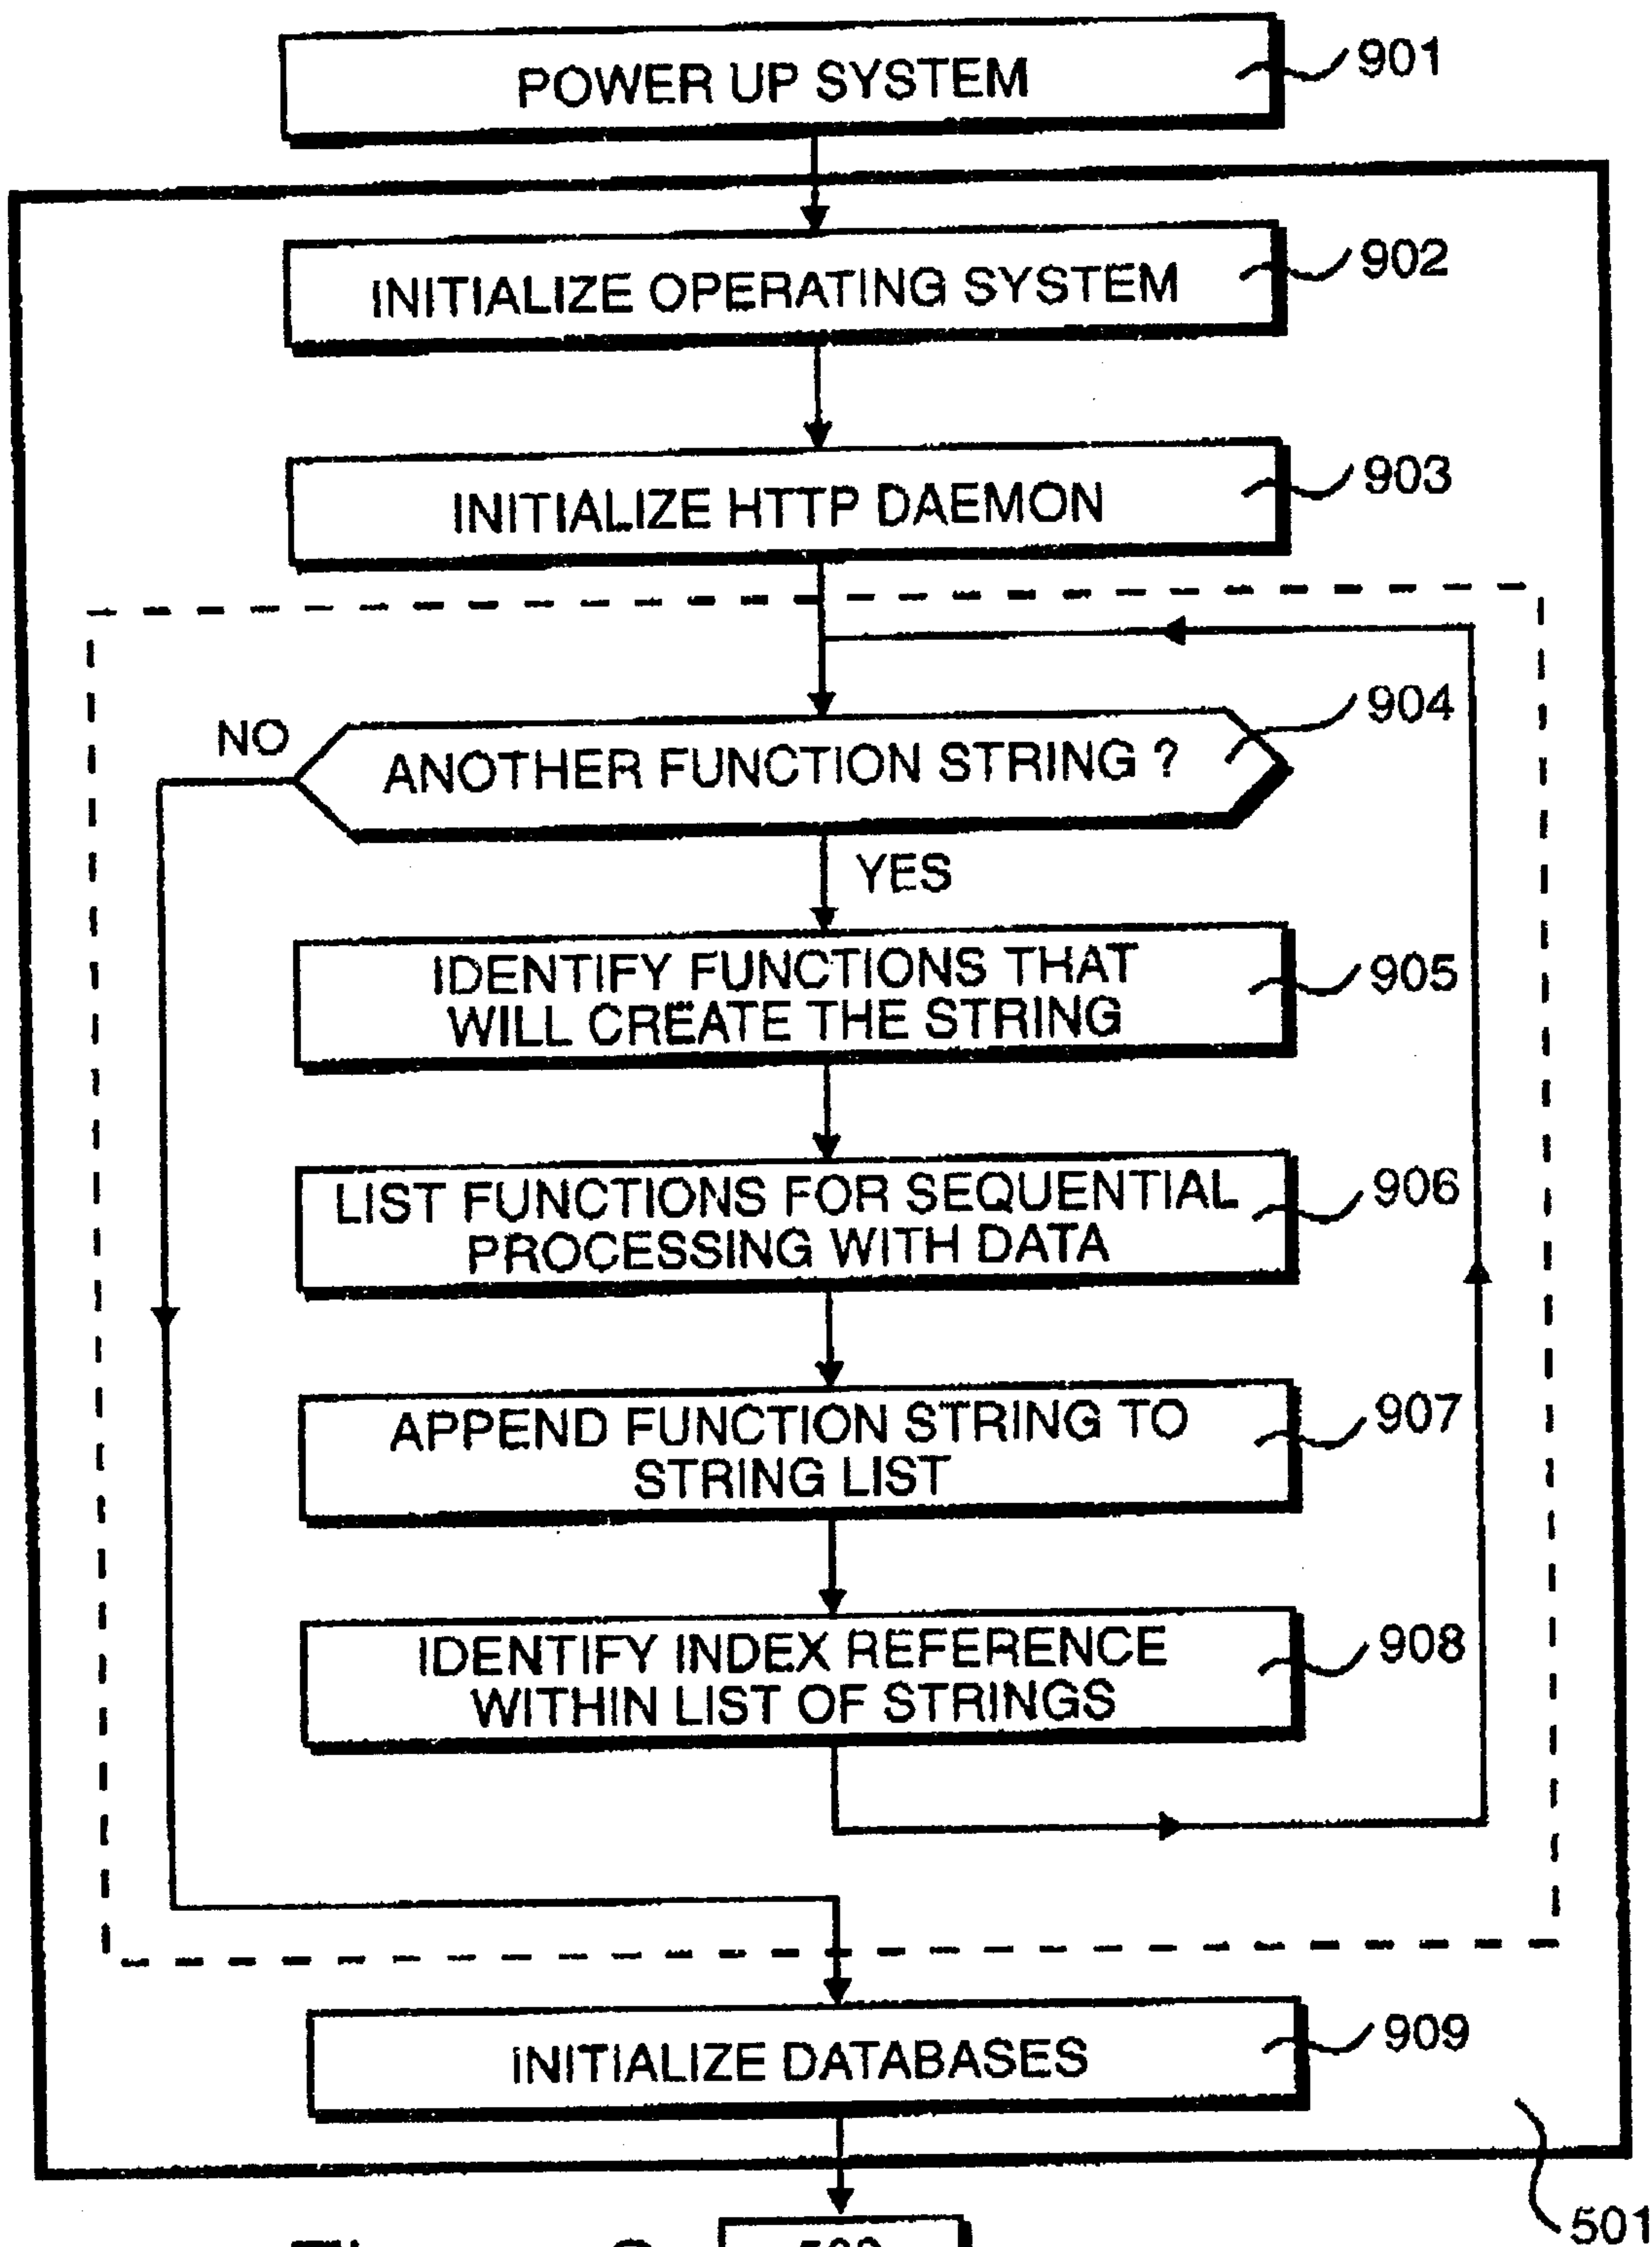 POWER UP SYSTEM
901
INITIALIZE OPERATING SYSTEM
902
INITIALIZE HTTP DAEMON
903
NO
ANOTHER FUNCTION STRING ?
904
YES
IDENTIFY FUNCTIONS THAT
WILL CREATE THE STRING
905
LIST FUNCTIONS FOR SEQUENTIAL
PROCESSING WITH DATA
906
APPEND FUNCTION STRING TO
STRING LIST
907
IDENTIFY INDEX REFERENCE
WITHIN LIST OF STRINGS
908
INITIALIZE DATABASES
909
501